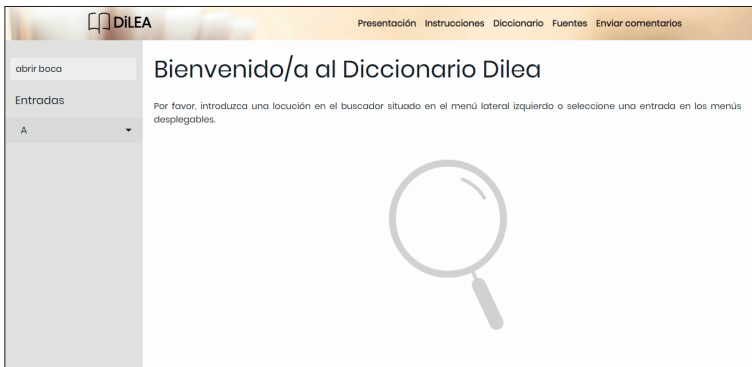 DiLEA
Presentación Instrucciones Diccionario Fuentes Enviar comentarios
abrir boca
Entradas
A
Bienvenido/a al Diccionario Dilea
Por favor, introduzca una locución en el buscador situado en el menú lateral izquierdo o seleccione una entrada en los menús
desplegables.